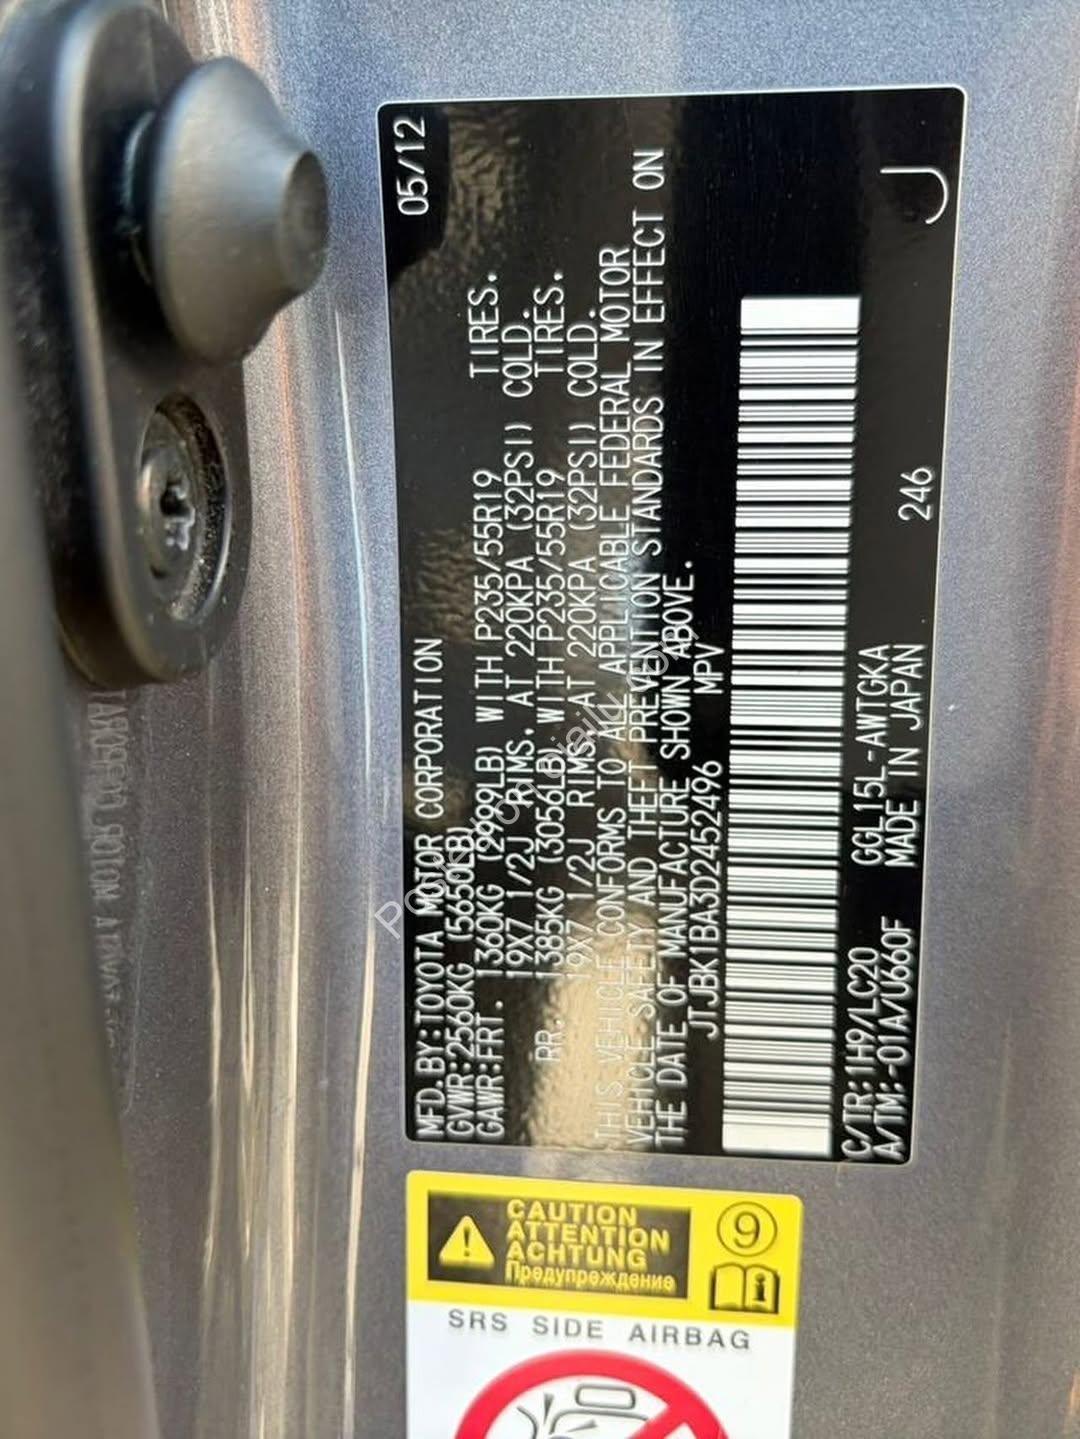 05/12
MFD.BY:TOYOTA MOTOR CORPORATION
GVWR:2560KG (5650LB)
GAWR:FRT. 1360KG (2999LB) WITH P235/55R19 TIRES.
19X7 1/2J RIMS. AT 220KPA (32PSI) COLD.
RR. 1385KG (3056LB) WITH P235/55R19 TIRES.
19X7 1/2J RIMS. AT 220KPA (32PSI) COLD.
THIS VEHICLE CONFORMS TO ALL APPLICABLE FEDERAL MOTOR
VEHICLE SAFETY AND THEFT PREVENTION STANDARDS IN EFFECT ON
THE DATE OF MANUFACTURE SHOWN ABOVE.
JTJBK1BA3D2452496 MPV
C/TR:1H9/LC20 GGL15L-AWTGKA
A/TM:-01A/U660F MADE IN JAPAN 246
J
CAUTION
ATTENTION
ACHTUNG
Предупреждение
9
i
SRS SIDE AIRBAG